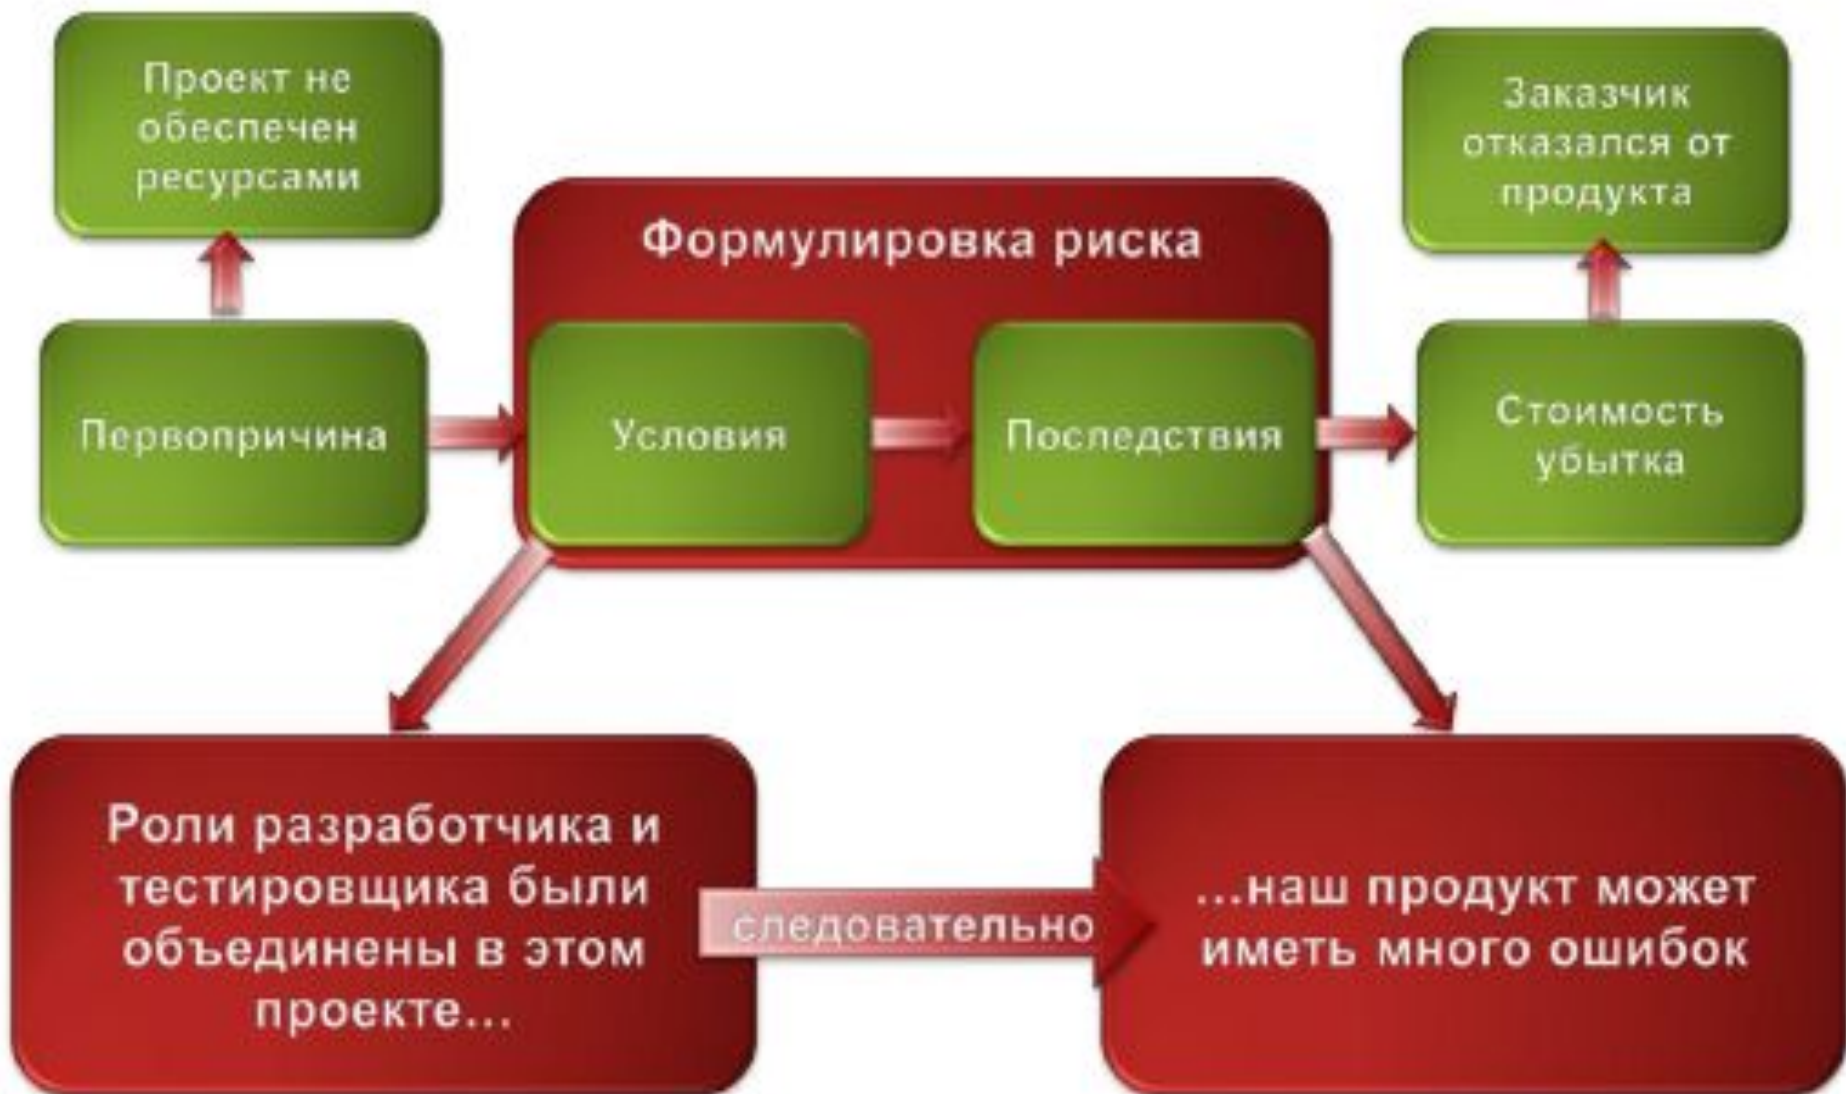 Проект не
обеспечен
ресурсами
Заказчик
отказался от
продукта
Формулировка риска
Первопричина
Условия
Последствия
Стоимость
убытка
Роли разработчика и
тестировщика были
объединены в этом
проекте...
следовательно
...наш продукт может
иметь много ошибок